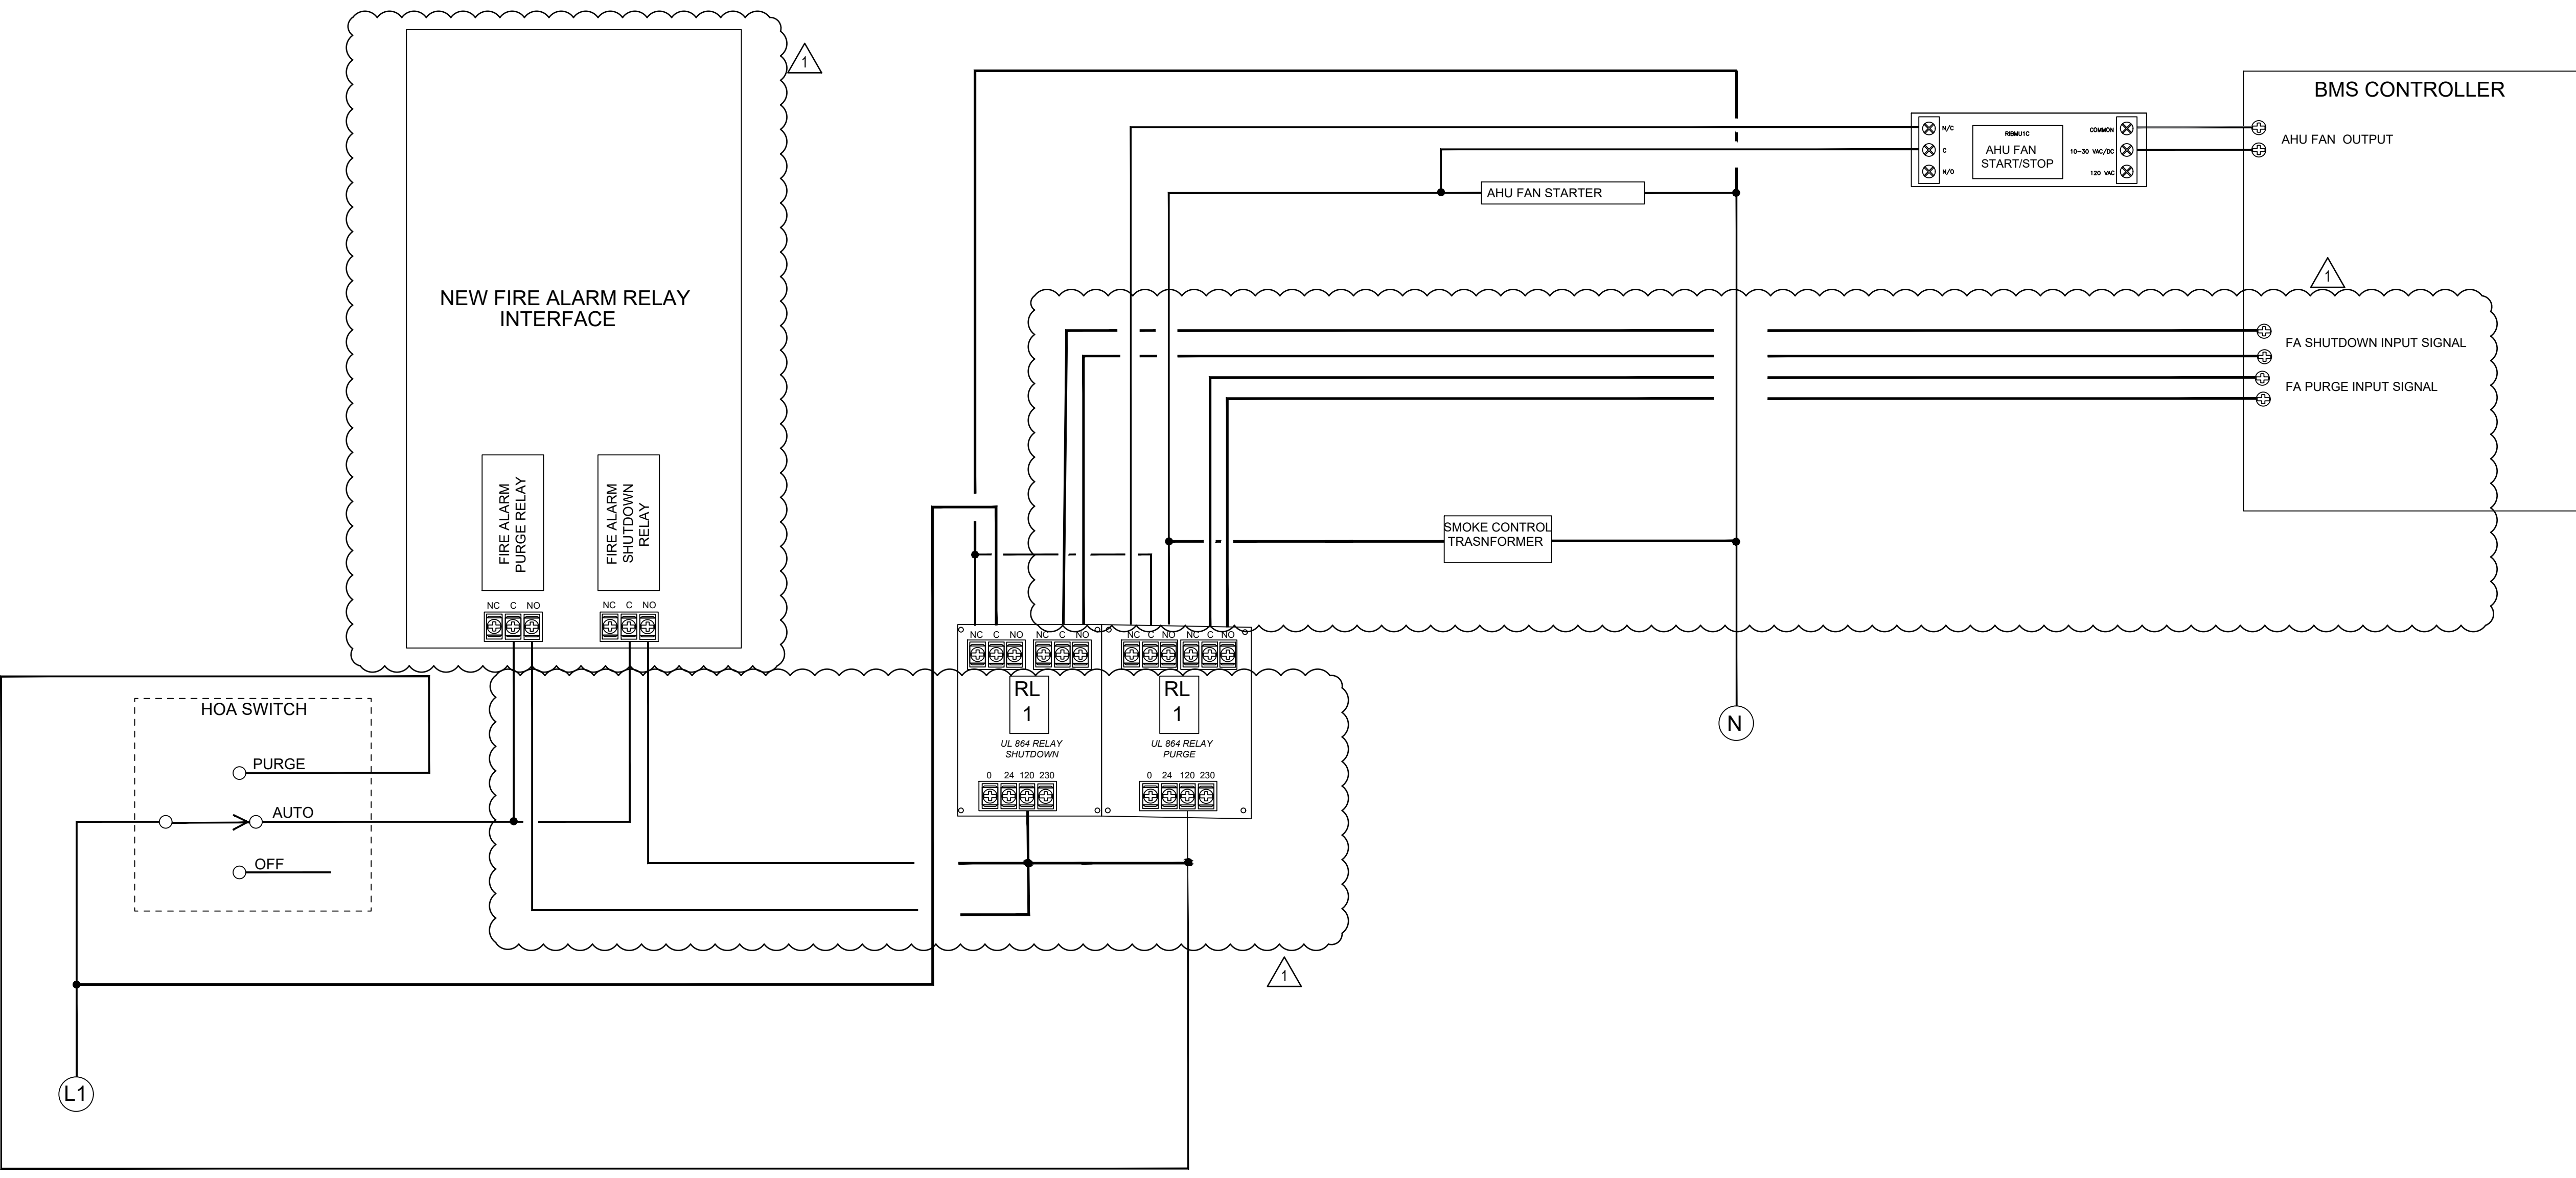 1
BMS CONTROLLER
N/C
C
N/O
RIBMU1C
AHU FAN
START/STOP
COMMON
10-30 VAC/DC
120 VAC
AHU FAN OUTPUT
AHU FAN STARTER
1
NEW FIRE ALARM RELAY
INTERFACE
FA SHUTDOWN INPUT SIGNAL
FA PURGE INPUT SIGNAL
FIRE ALARM
PURGE RELAY
FIRE ALARM
SHUTDOWN
RELAY
SMOKE CONTROL
TRASNFORMER
NC C NO
NC C NO
NC C NO
NC C NO
NC C NO
NC C NO
RL
1
RL
1
UL 864 RELAY
SHUTDOWN
UL 864 RELAY
PURGE
0 24 120 230
0 24 120 230
N
HOA SWITCH
PURGE
AUTO
OFF
1
L1